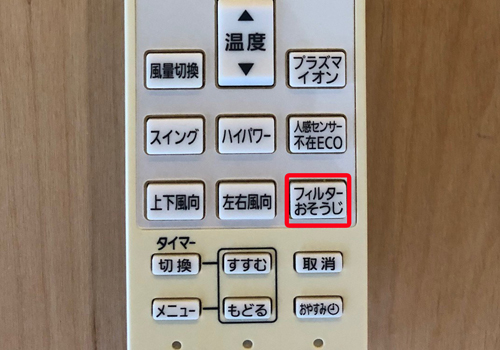 ▲
温度
▼
風量切換
プラズマ
イオン
スイング
ハイパワー
人感センサー
不在ECO
上下風向
左右風向
フィルター
おそうじ
タイマー
切換
すすむ
取消
メニュー
もどる
おやすみ